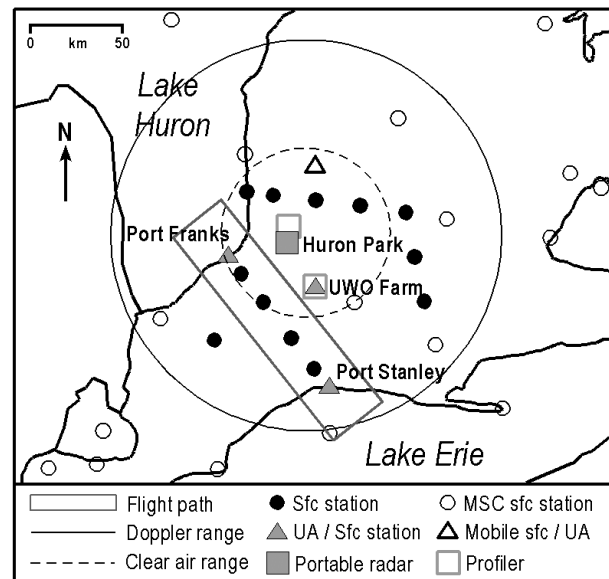 0 50
km
Lake
Huron
N
Port Franks
Huron Park
UWO Farm
Port Stanley
Lake Erie
Flight path
Sfc station
MSC sfc station
Doppler range
UA / Sfc station
Mobile sfc / UA
Clear air range
Portable radar
Profiler